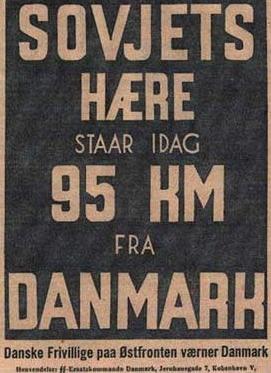 SOVJETS
HÆRE
STAAR IDAG
95 KM
FRA
DANMARK
Danske Frivillige paa Østfronten værner Danmark
Henvendelse: ϟϟ-Ersatzkommando Danmark, Jernbanegade 7, København V,